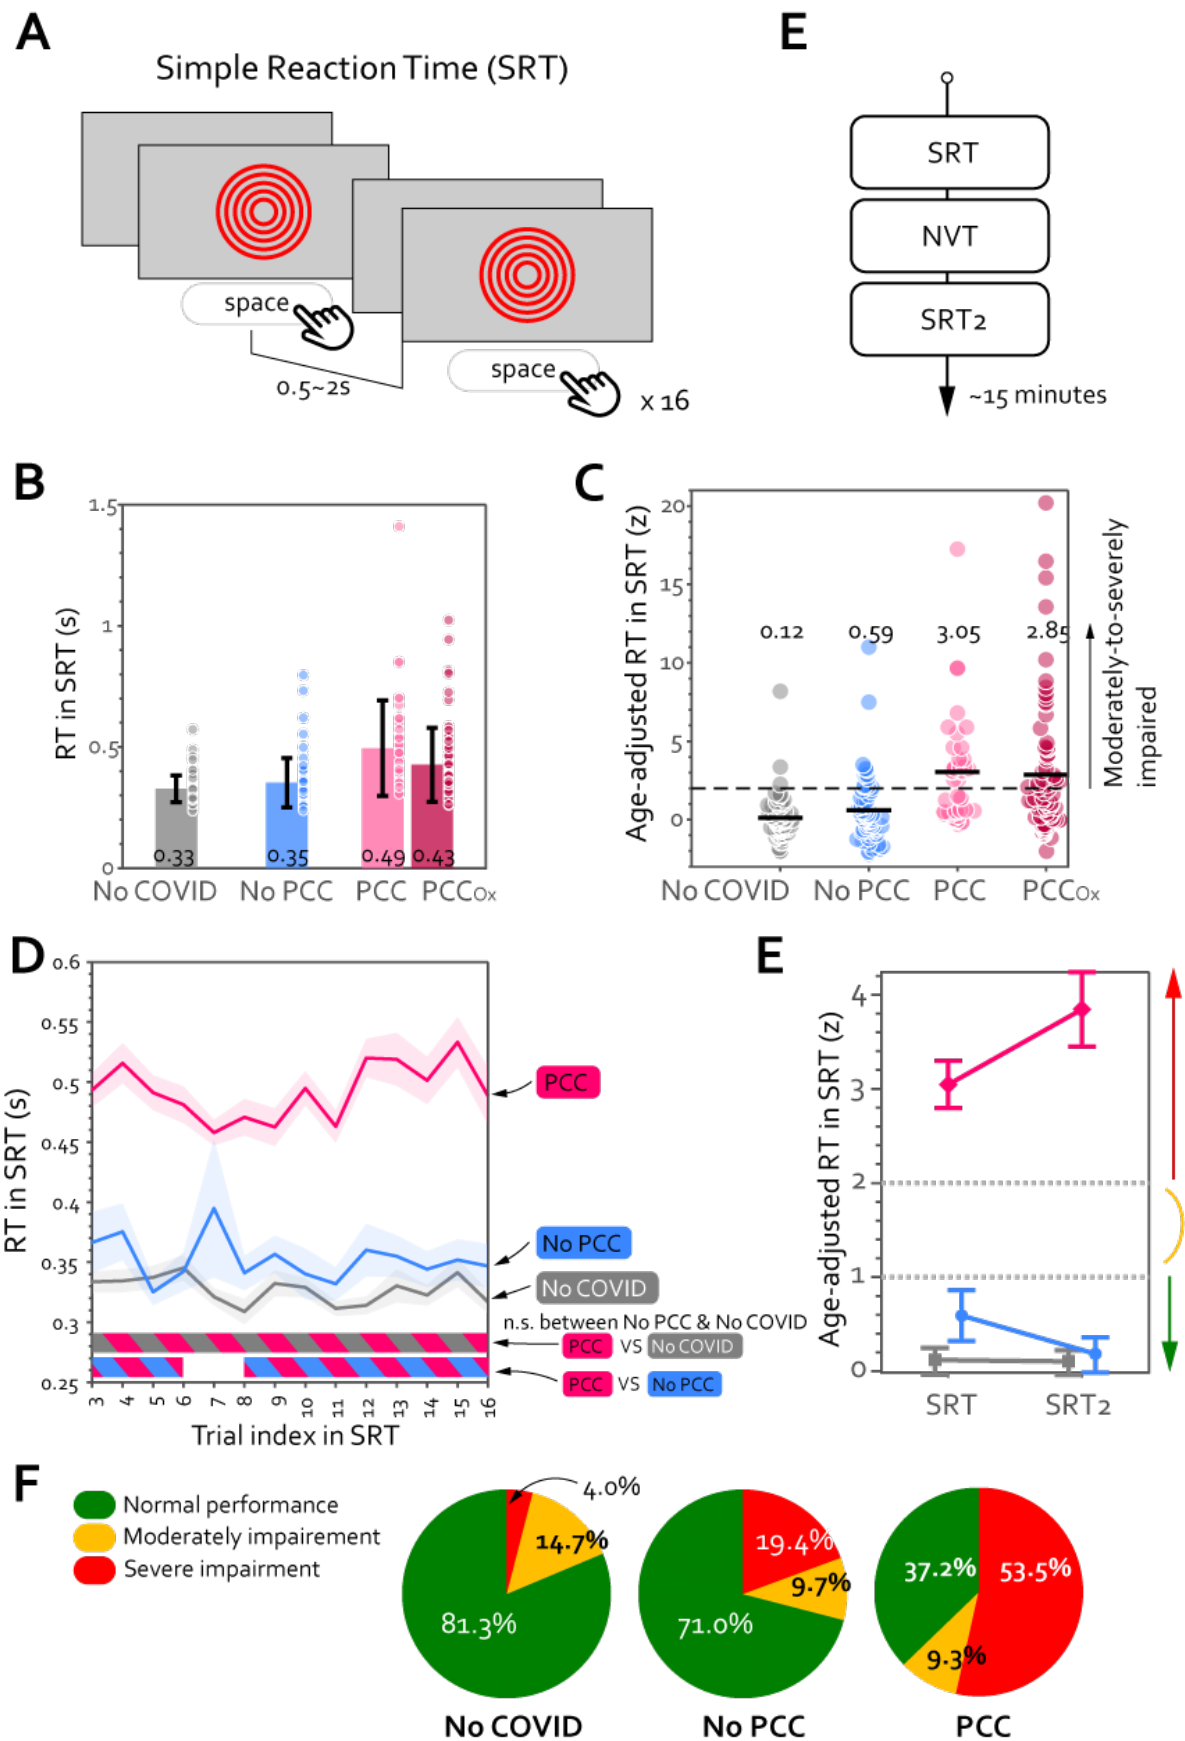 A
Simple Reaction Time (SRT)
space
0.5~2s
space
x 16
E
SRT
NVT
SRT2
~15 minutes
B
RT in SRT (s)
1.5
1
0.5
0
0.33
0.35
0.49
0.43
No COVID
No PCC
PCC
PCCOx
C
Age-adjusted RT in SRT (z)
20
15
10
5
0
0.12
0.59
3.05
2.85
No COVID
No PCC
PCC
PCCOx
Moderately-to-severely
impaired
D
RT in SRT (s)
0.6
0.55
0.5
0.45
0.4
0.35
0.3
0.25
3 4 5 6 7 8 9 10 11 12 13 14 15 16
Trial index in SRT
PCC
No PCC
No COVID
n.s. between No PCC & No COVID
PCC VS No COVID
PCC VS No PCC
E
Age-adjusted RT in SRT (z)
4
3
2
1
0
SRT
SRT2
F
Normal performance
Moderately impairement
Severe impairment
4.0%
14.7%
81.3%
No COVID
19.4%
9.7%
71.0%
No PCC
37.2%
53.5%
9.3%
PCC